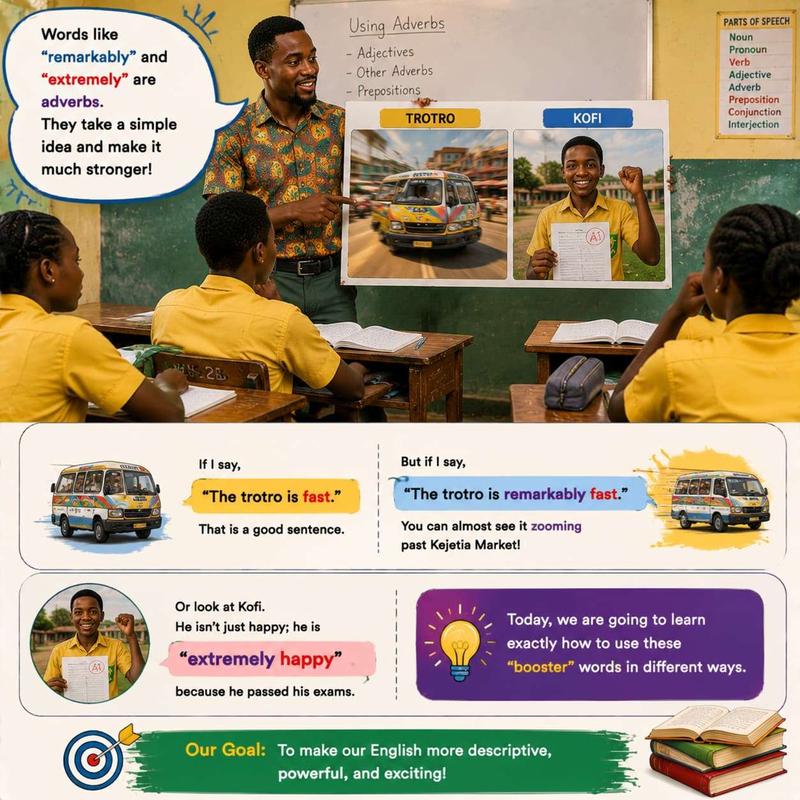 Words like
“remarkably” and
“extremely” are
adverbs.
They take a simple
idea and make it
much stronger!
Using Adverbs
- Adjectives
- Other Adverbs
- Prepositions
PARTS OF SPEECH
Noun
Pronoun
Verb
Adjective
Adverb
Preposition
Conjunction
Interjection
TROTRO
KOFI
A1
If I say,
“The trotro is fast.”
That is a good sentence.
But if I say,
“The trotro is remarkably fast.”
You can almost see it zooming
past Kejetia Market!
Or look at Kofi.
He isn’t just happy; he is
“extremely happy”
because he passed his exams.
A1
Today, we are going to learn
exactly how to use these
“booster” words in different ways.
Our Goal: To make our English more descriptive,
powerful, and exciting!